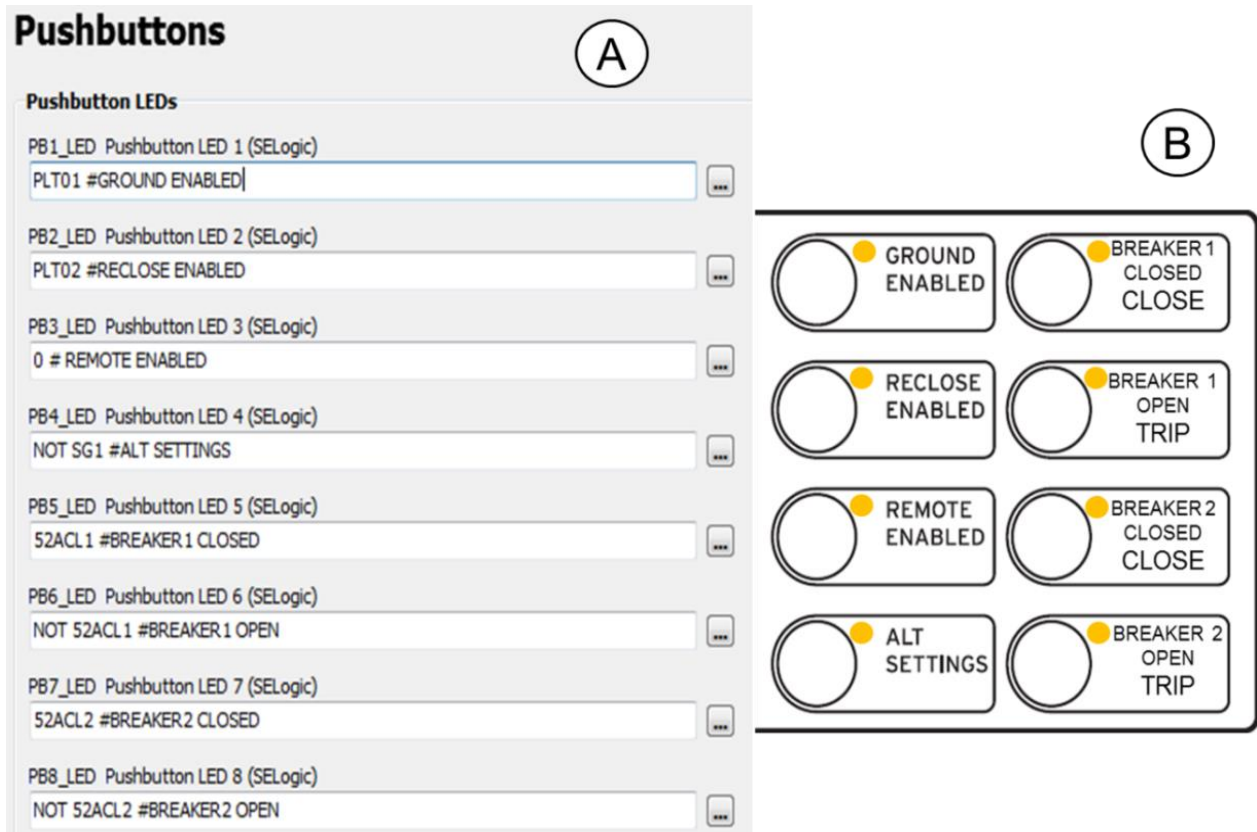 Pushbuttons
A
Pushbutton LEDs
PB1_LED Pushbutton LED 1 (SELogic)
PLT01 #GROUND ENABLED
...
PB2_LED Pushbutton LED 2 (SELogic)
PLT02 #RECLOSE ENABLED
...
PB3_LED Pushbutton LED 3 (SELogic)
0 # REMOTE ENABLED
...
PB4_LED Pushbutton LED 4 (SELogic)
NOT SG1 #ALT SETTINGS
...
PB5_LED Pushbutton LED 5 (SELogic)
52ACL1 #BREAKER1 CLOSED
...
PB6_LED Pushbutton LED 6 (SELogic)
NOT 52ACL1 #BREAKER1 OPEN
...
PB7_LED Pushbutton LED 7 (SELogic)
52ACL2 #BREAKER2 CLOSED
...
PB8_LED Pushbutton LED 8 (SELogic)
NOT 52ACL2 #BREAKER2 OPEN
...
B
GROUND
ENABLED
BREAKER 1
CLOSED
CLOSE
RECLOSE
ENABLED
BREAKER 1
OPEN
TRIP
REMOTE
ENABLED
BREAKER 2
CLOSED
CLOSE
ALT
SETTINGS
BREAKER 2
OPEN
TRIP